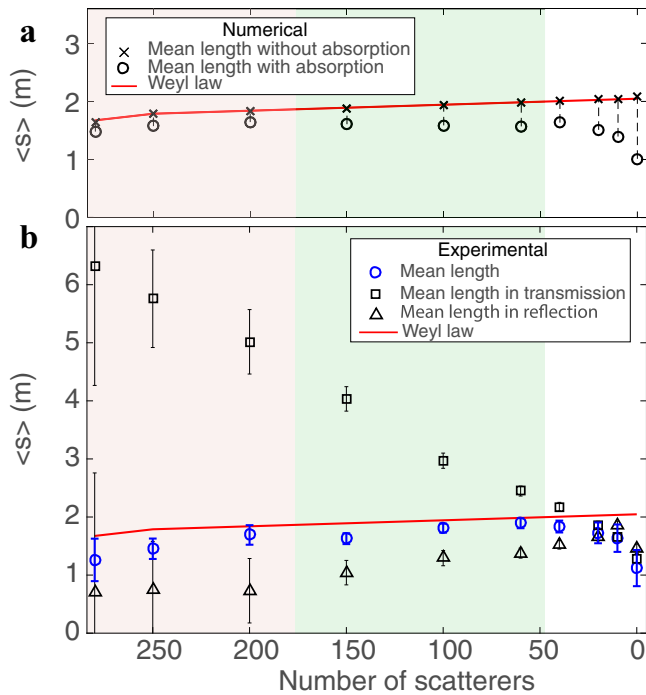 a
Numerical
Mean length without absorption
Mean length with absorption
Weyl law
<s> (m)
3
2
1
0
b
Experimental
Mean length
Mean length in transmission
Mean length in reflection
Weyl law
<s> (m)
6
5
4
3
2
1
0
250 200 150 100 50 0
Number of scatterers